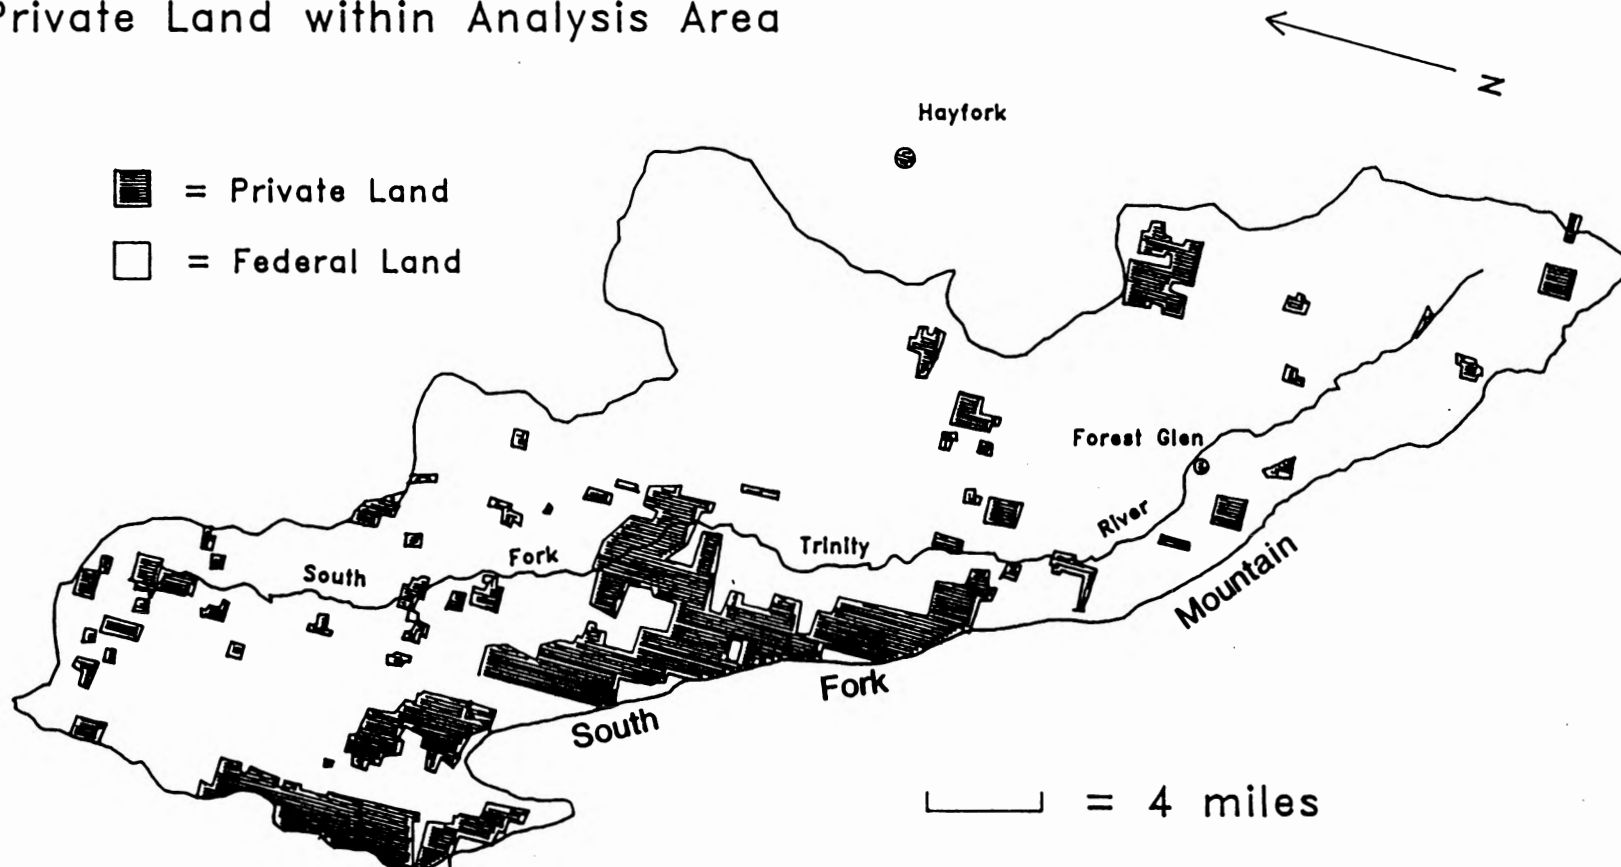 Private Land within Analysis Area
N
Hayfork
= Private Land
= Federal Land
Forest Glen
River
Trinity
Fork
South
Mountain
Fork
South
= 4 miles